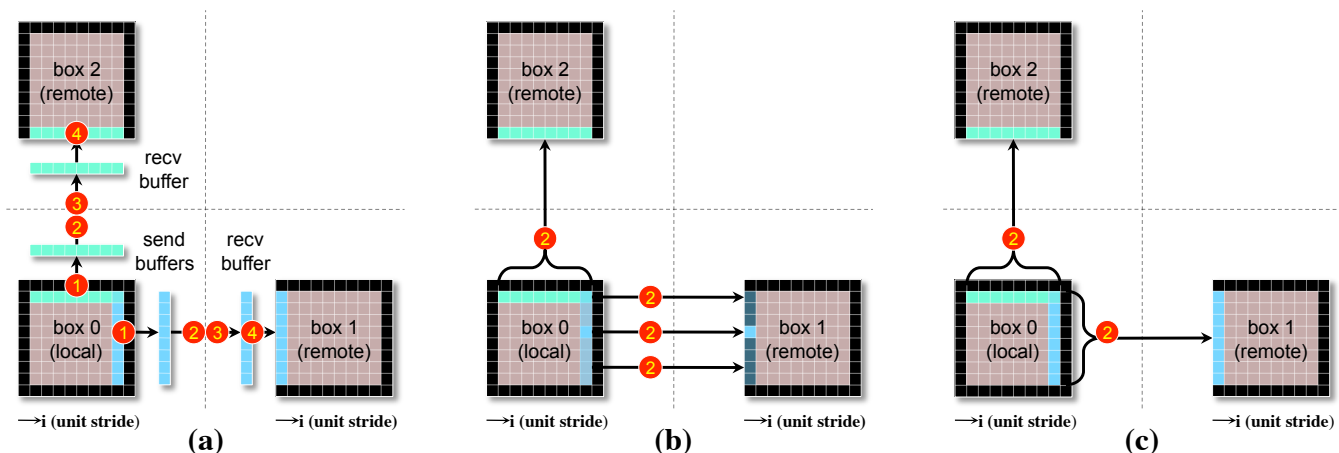 box 2
(remote)
4
recv
buffer
3
2
send
buffers
recv
buffer
1
box 0
(local)
1
2
3
4
box 1
(remote)
→i (unit stride)
→i (unit stride)
(a)
box 2
(remote)
2
box 0
(local)
2
2
2
box 1
(remote)
→i (unit stride)
→i (unit stride)
(b)
box 2
(remote)
2
box 0
(local)
2
box 1
(remote)
→i (unit stride)
→i (unit stride)
(c)